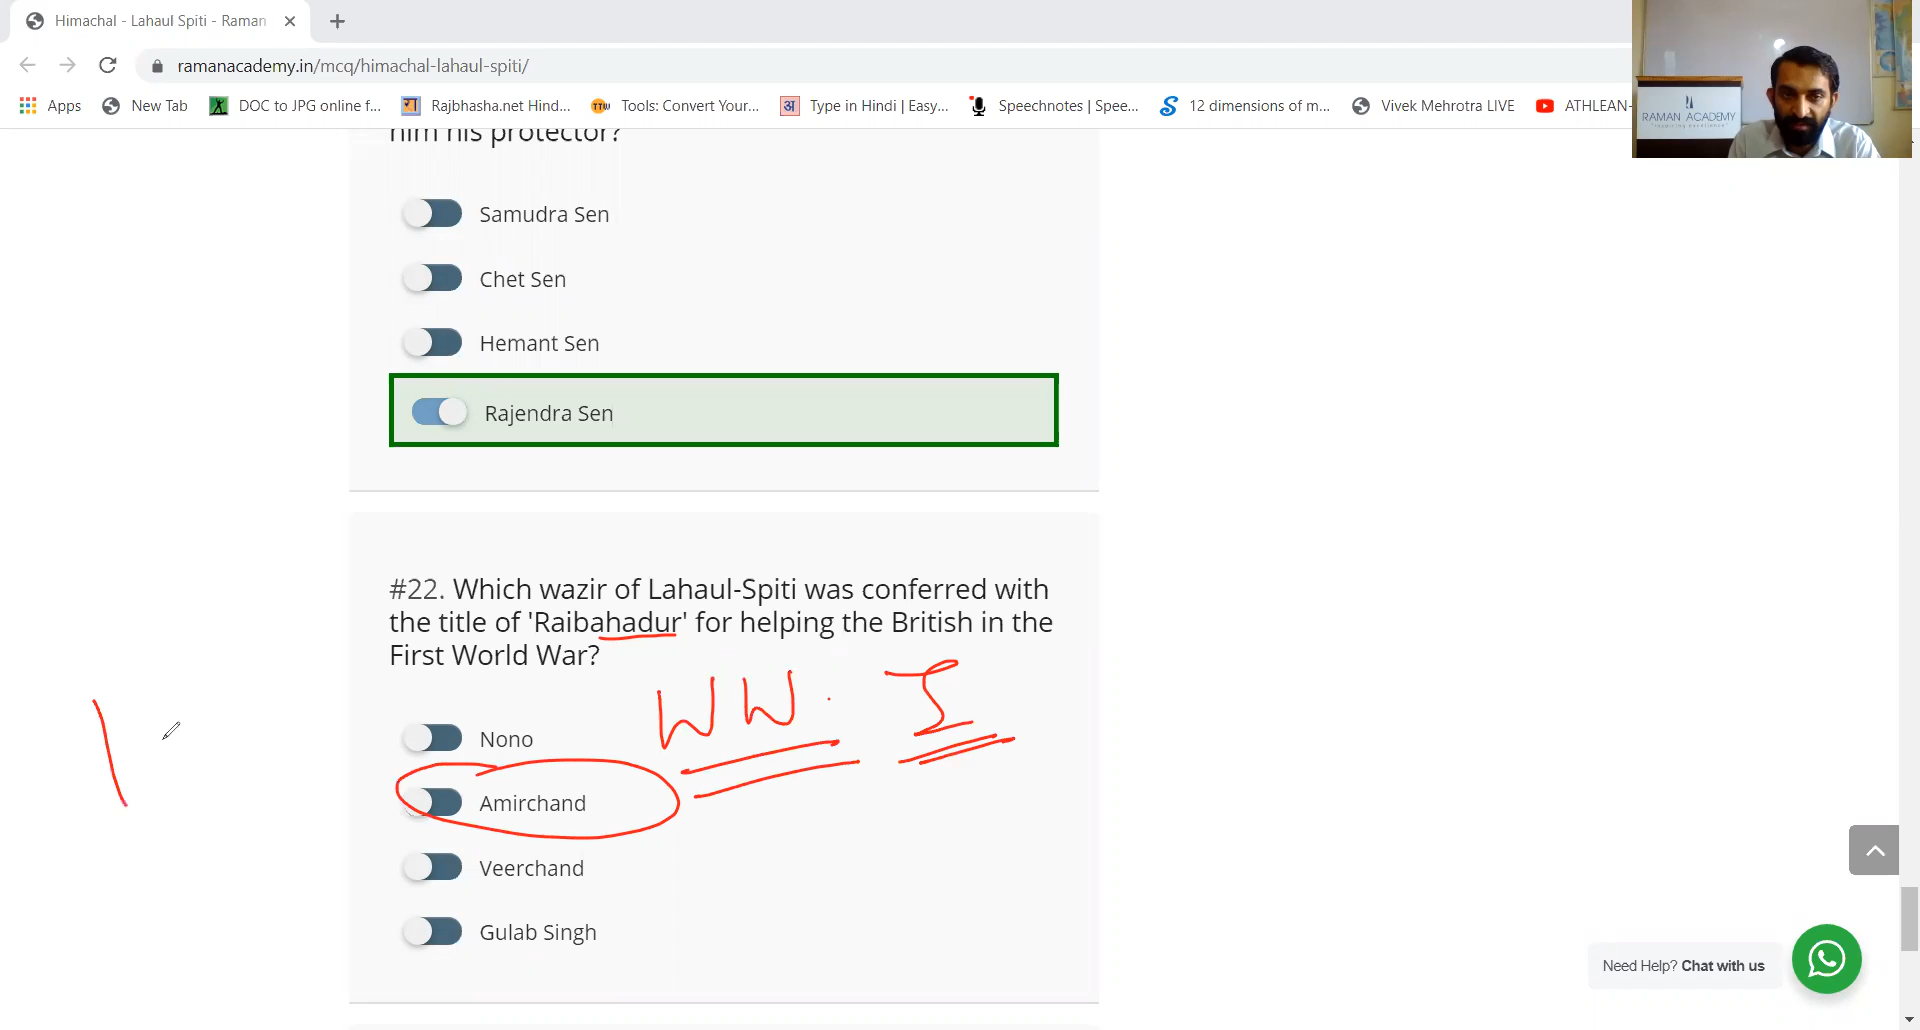 Himachal - Lahaul Spiti - Raman
ramanacademy.in/mcq/himachal-lahaul-spiti/
Apps New Tab DOC to JPG online f... Rajbhasha.net Hind... Tools: Convert Your... Type in Hindi | Easy... Speechnotes | Spee... 12 dimensions of m... Vivek Mehrotra LIVE ATHLEAN-
RAMAN ACADEMY
"inspiring excellence"
him his protector?
Samudra Sen
Chet Sen
Hemant Sen
Rajendra Sen
#22. Which wazir of Lahaul-Spiti was conferred with
the title of 'Raibahadur' for helping the British in the
First World War?
WW. I
Nono
Amirchand
Veerchand
Gulab Singh
Need Help? Chat with us